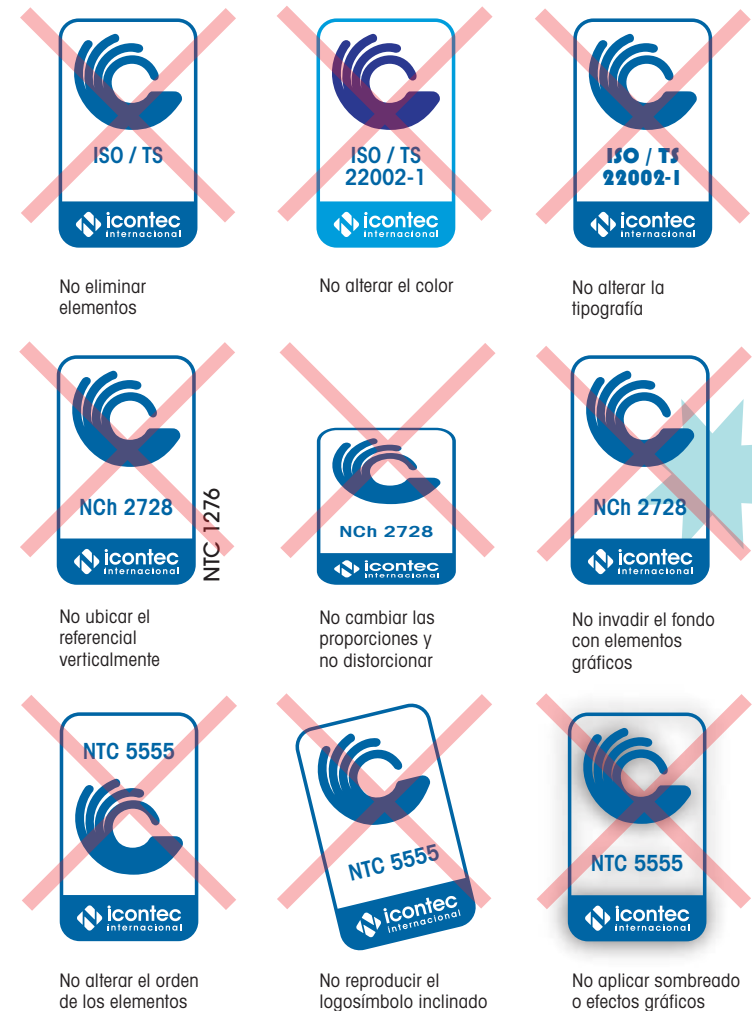 ISO / TS
icontec
internacional
No eliminar
elementos
ISO / TS
22002-1
icontec
internacional
No alterar el color
ISO / TS
22002-1
icontec
internacional
No alterar la
tipografía
NCh 2728
icontec
internacional
NTC 1276
No ubicar el
referencial
verticalmente
NCh 2728
icontec
internacional
No cambiar las
proporciones y
no distorcionar
NCh 2728
icontec
internacional
No invadir el fondo
con elementos
gráficos
NTC 5555
icontec
internacional
No alterar el orden
de los elementos
NTC 5555
icontec
internacional
No reproducir el
logosímbolo inclinado
NTC 5555
icontec
internacional
No aplicar sombreado
o efectos gráficos